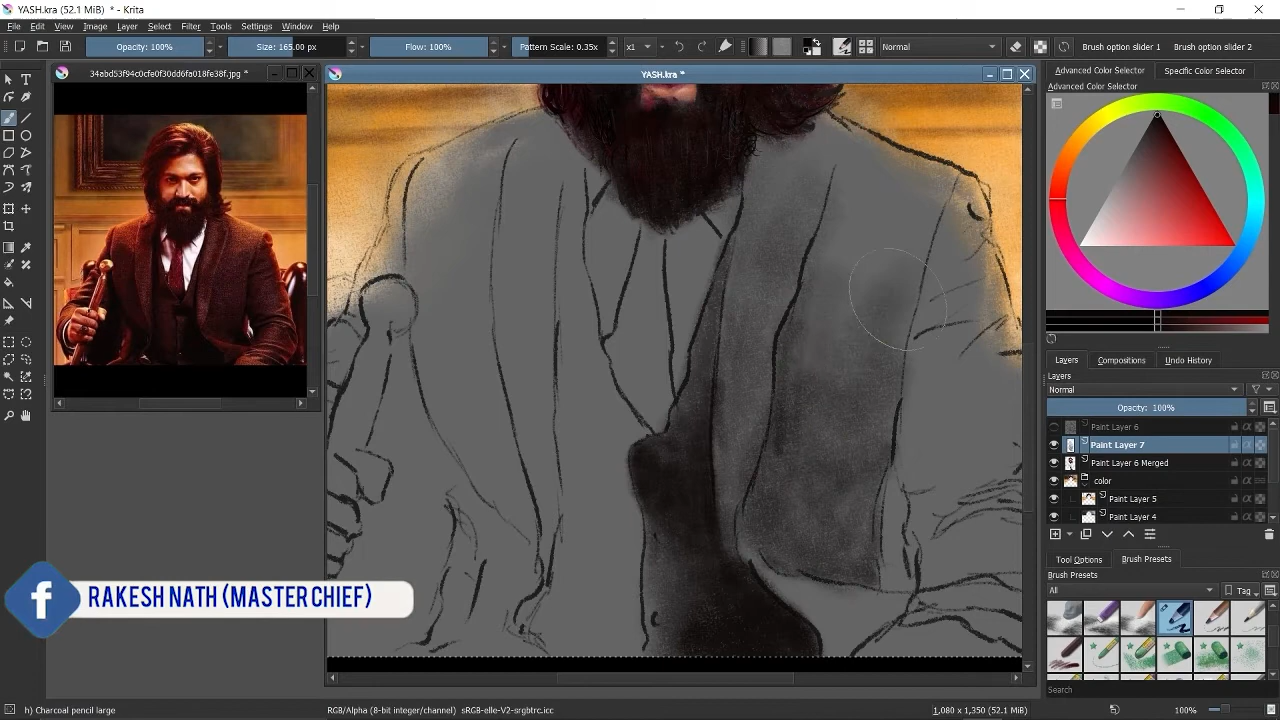 YASH.kra (52.1 MiB) * - Krita
File Edit View Image Layer Select Filter Tools Settings Window Help
Opacity: 100% Size: 165.00 px Flow: 100% Pattern Scale: 0.35x x1 Normal Brush option slider 1 Brush option slider 2
34abd53f94c0cfe0f30dd6fa018fe38f.jpg *
YASH.kra *
Advanced Color Selector Specific Color Selector
Advanced Color Selector
Layers Compositions Undo History
Layers
Normal
Opacity: 100%
Paint Layer 6
Paint Layer 7
Paint Layer 6 Merged
color
Paint Layer 5
Paint Layer 4
Tool Options Brush Presets
Brush Presets
All Tag
Search
f RAKESH NATH (MASTER CHIEF)
h) Charcoal pencil large RGB/Alpha (8-bit integer/channel) sRGB-elle-V2-srgbtrc.icc 1,080 x 1,350 (52.1 MiB) 100%